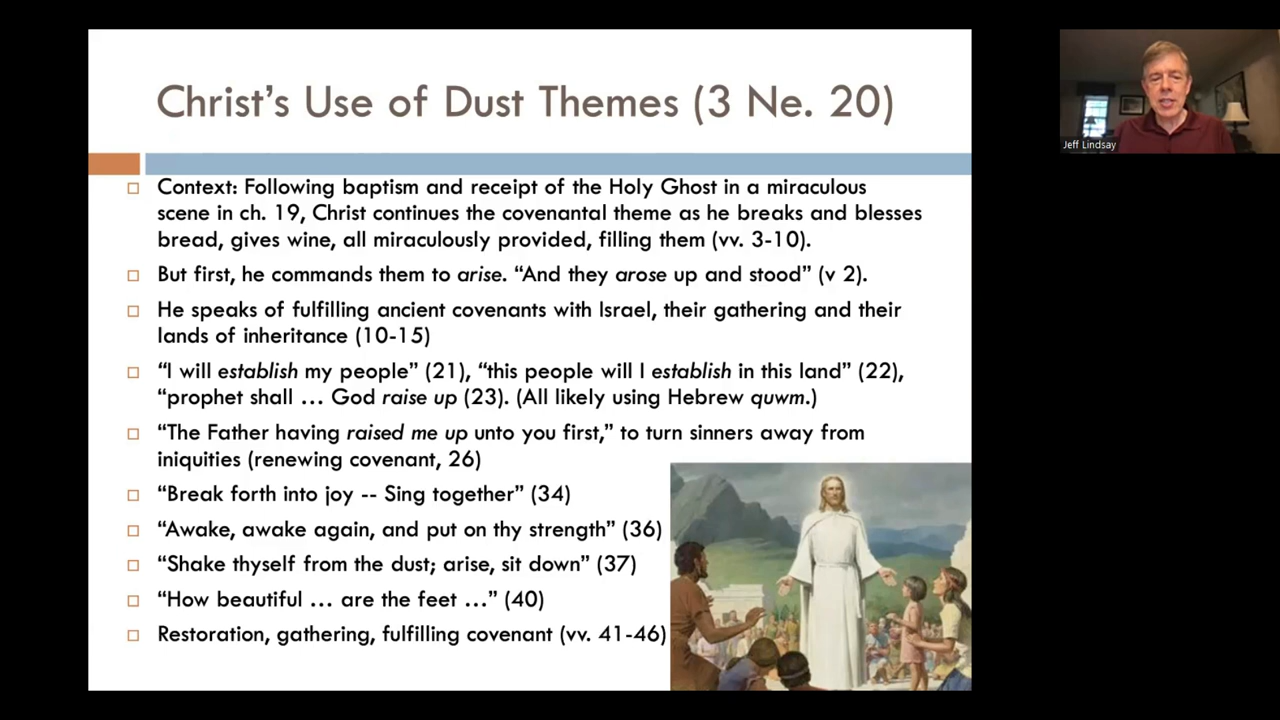 Christ's Use of Dust Themes (3 Ne. 20)
Context: Following baptism and receipt of the Holy Ghost in a miraculous
scene in ch. 19, Christ continues the covenantal theme as he breaks and blesses
bread, gives wine, all miraculously provided, filling them (vv. 3-10).
But first, he commands them to arise. “And they arose up and stood” (v 2).
He speaks of fulfilling ancient covenants with Israel, their gathering and their
lands of inheritance (10-15)
“I will establish my people” (21), “this people will I establish in this land” (22),
“prophet shall … God raise up (23). (All likely using Hebrew quwm.)
“The Father having raised me up unto you first,” to turn sinners away from
iniquities (renewing covenant, 26)
“Break forth into joy -- Sing together” (34)
“Awake, awake again, and put on thy strength” (36)
“Shake thyself from the dust; arise, sit down” (37)
“How beautiful … are the feet …” (40)
Restoration, gathering, fulfilling covenant (vv. 41-46)
Jeff Lindsay